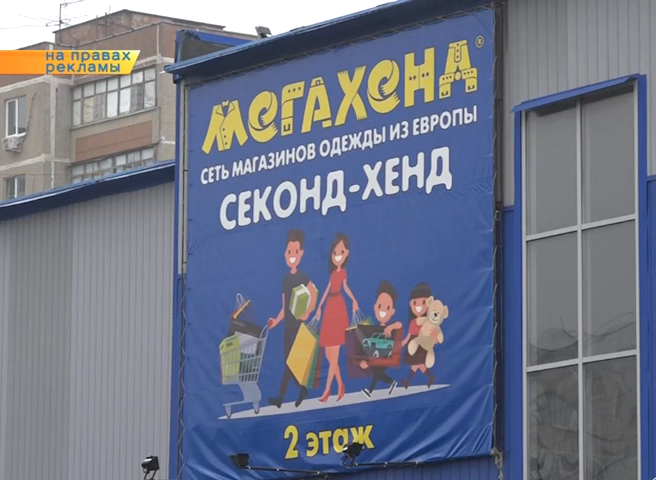 на правах
рекламы
МЕГАХЕНД®
СЕТЬ МАГАЗИНОВ ОДЕЖДЫ ИЗ ЕВРОПЫ
СЕКОНД-ХЕНД
2 этаж